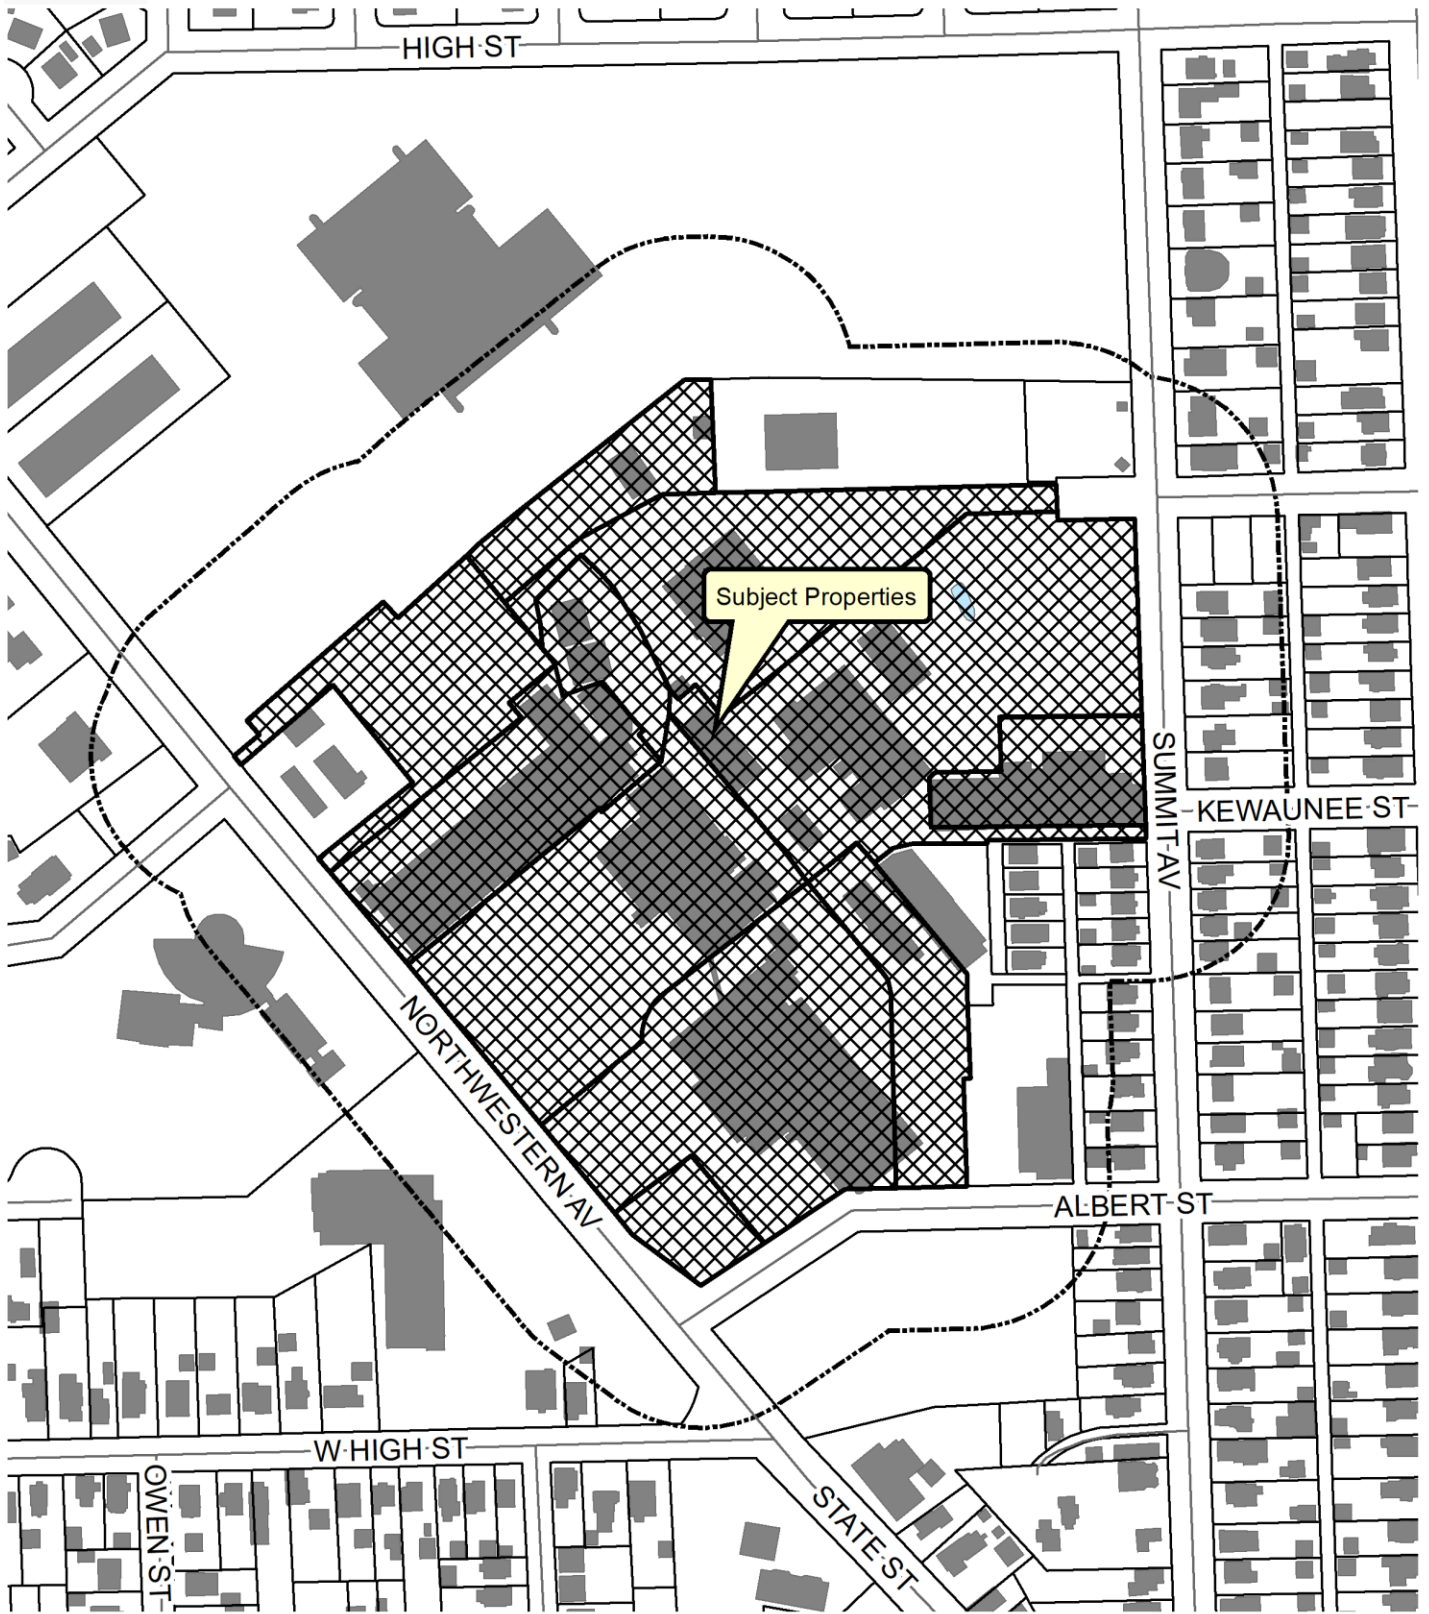 HIGH ST
Subject Properties
SUMMIT AV
KEWAUNEE ST
NORTHWESTERN AV
ALBERT ST
W HIGH ST
OWEN ST
STATE ST